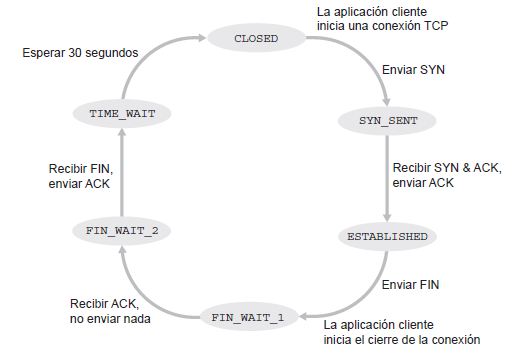 La aplicación cliente
inicia una conexión TCP
CLOSED
Esperar 30 segundos
Enviar SYN
TIME_WAIT
SYN_SENT
Recibir FIN,
enviar ACK
Recibir SYN & ACK,
enviar ACK
FIN_WAIT_2
ESTABLISHED
Enviar FIN
Recibir ACK,
no enviar nada
FIN_WAIT_1
La aplicación cliente
inicia el cierre de la conexión